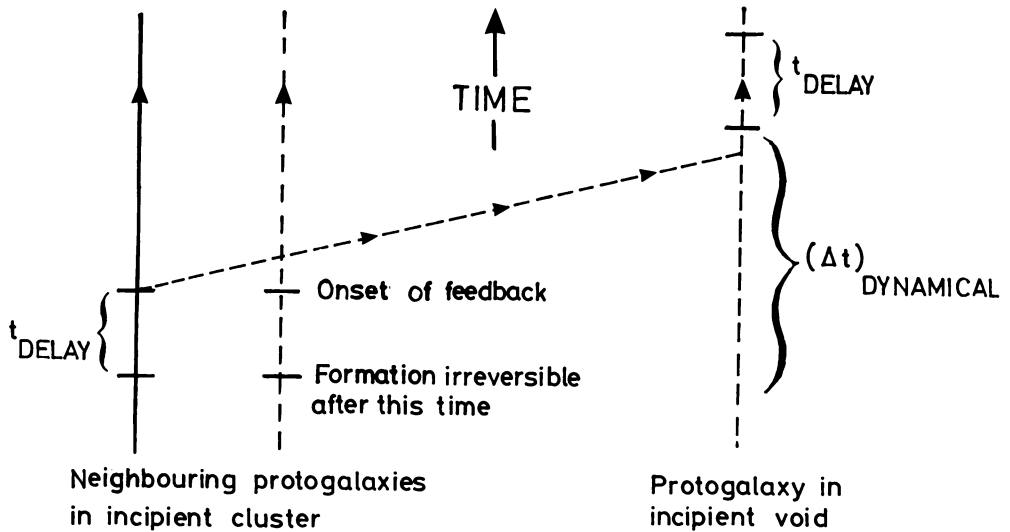 t DELAY
TIME
(Δt) DYNAMICAL
Onset of feedback
t DELAY
Formation irreversible
after this time
Neighbouring protogalaxies
in incipient cluster
Protogalaxy in
incipient void